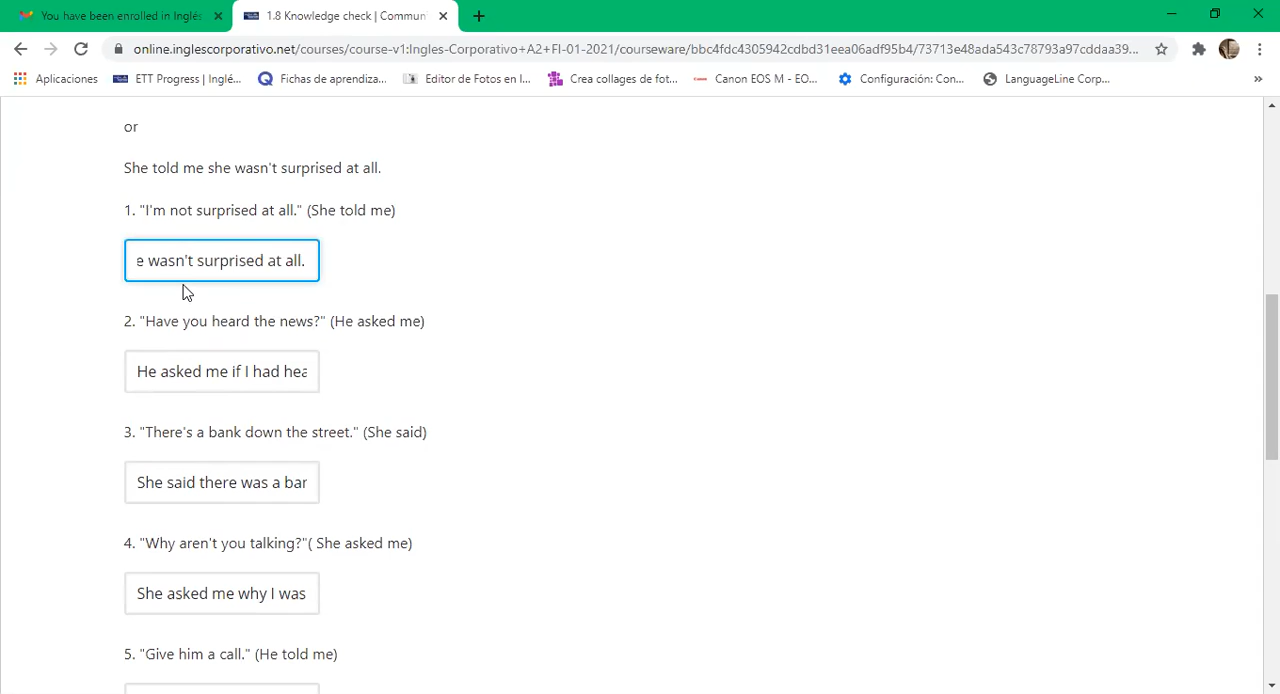 You have been enrolled in Inglés
1.8 Knowledge check | Commun
online.inglescorporativo.net/courses/course-v1:Ingles-Corporativo+A2+FI-01-2021/courseware/bbc4fdc4305942cdbd31eea06adf95b4/73713e48ada543c78793a97cddaa39...
Aplicaciones
ETT Progress | Inglé...
Fichas de aprendiza...
Editor de Fotos en l...
Crea collages de fot...
Canon EOS M - EO...
Configuración: Con...
LanguageLine Corp...
»
or
She told me she wasn't surprised at all.
1. "I'm not surprised at all." (She told me)
e wasn't surprised at all.
2. "Have you heard the news?" (He asked me)
He asked me if I had hea
3. "There's a bank down the street." (She said)
She said there was a ban
4. "Why aren't you talking?"( She asked me)
She asked me why I was
5. "Give him a call." (He told me)